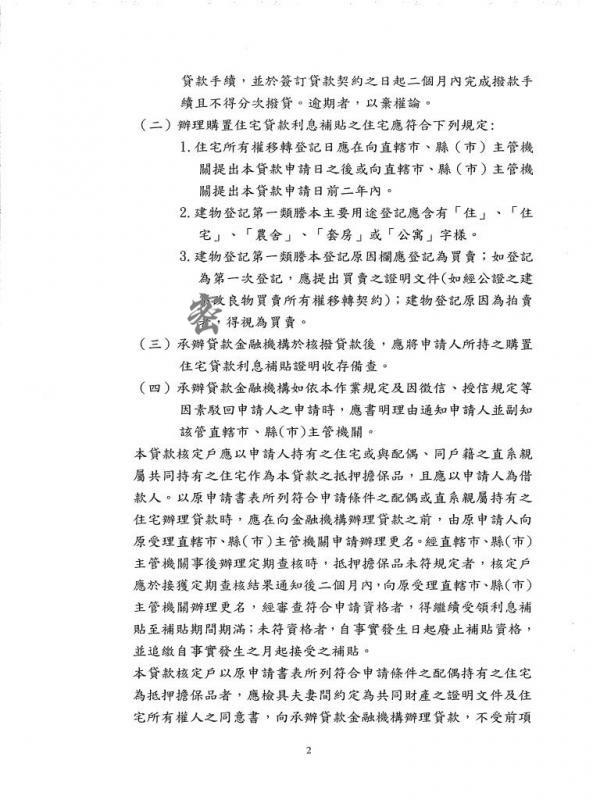 貸款手續，並於簽訂貸款契約之日起二個月內完成撥款手
續且不得分次撥貸。逾期者，以棄權論。
（二）辦理購置住宅貸款利息補貼之住宅應符合下列規定：
1.住宅所有權移轉登記日應在向直轄市、縣（市）主管機
關提出本貸款申請日之後或向直轄市、縣（市）主管機
關提出本貸款申請日前二年內。
2.建物登記第一類謄本主要用途登記應含有「住」、「住
宅」、「農舍」、「套房」或「公寓」字樣。
3.建物登記第一類謄本登記原因欄應登記為買賣；如登記
為第一次登記，應提出買賣之證明文件(如經公證之建
改良物買賣所有權移轉契約)；建物登記原因為拍賣
，得視為買賣。
密
（三）承辦貸款金融機構於核撥貸款後，應將申請人所持之購置
住宅貸款利息補貼證明收存備查。
（四）承辦貸款金融機構如依本作業規定及因徵信、授信規定等
因素駁回申請人之申請時，應書明理由通知申請人並副知
該管直轄市、縣(市)主管機關。
本貸款核定戶應以申請人持有之住宅或與配偶、同戶籍之直系親
屬共同持有之住宅作為本貸款之抵押擔保品，且應以申請人為借
款人。以原申請書表所列符合申請條件之配偶或直系親屬持有之
住宅辦理貸款時，應在向金融機構辦理貸款之前，由原申請人向
原受理直轄市、縣(市)主管機關申請辦理更名。經直轄市、縣(市)
主管機關事後辦理定期查核時，抵押擔保品未符規定者，核定戶
應於接獲定期查核結果通知後二個月內，向原受理直轄市、縣(市)
主管機關辦理更名，經審查符合申請資格者，得繼續受領利息補
貼至補貼期間期滿；未符資格者，自事實發生日起廢止補貼資格，
並追繳自事實發生之月起接受之補貼。
本貸款核定戶以原申請書表所列符合申請條件之配偶持有之住宅
為抵押擔保品者，應檢具夫妻間約定為共同財產之證明文件及住
宅所有權人之同意書，向承辦貸款金融機構辦理貸款，不受前項
2